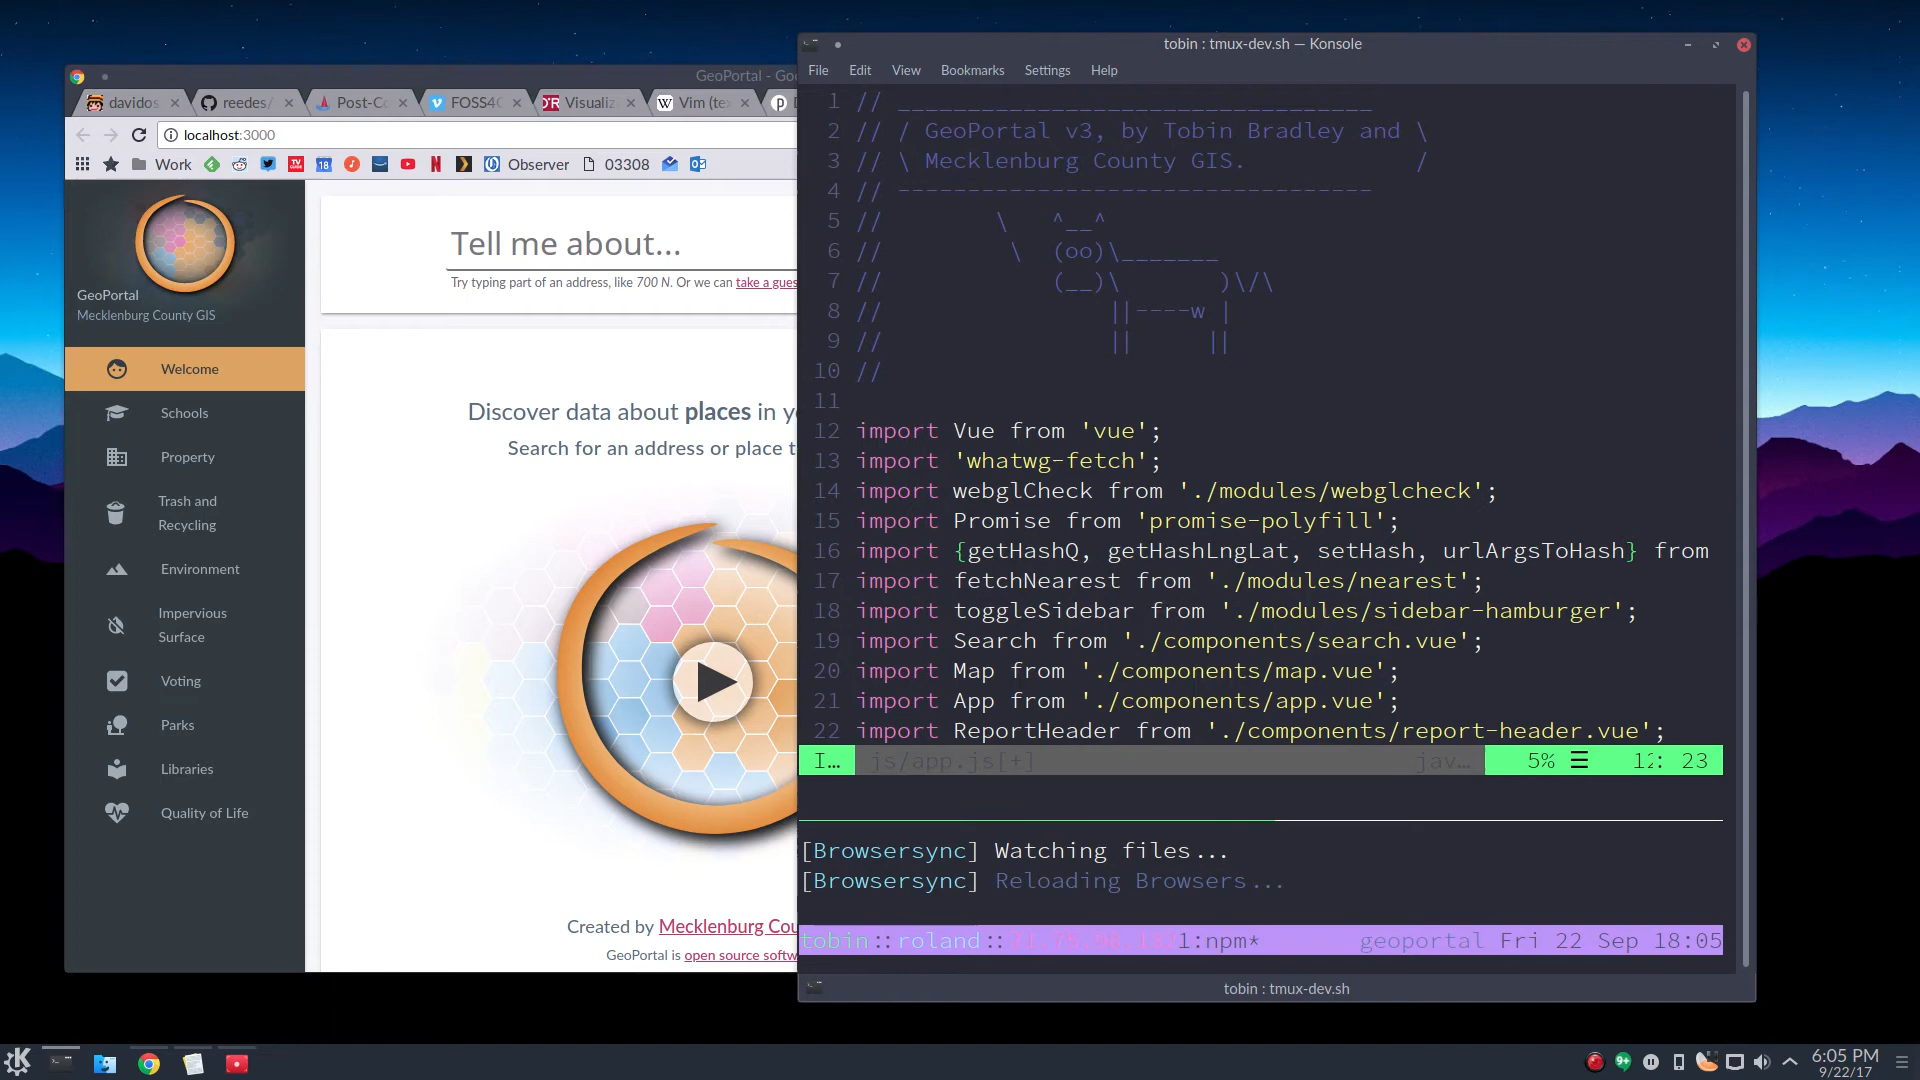 GeoPortal - Goo
davidos
reedes/
Post-Co
FOSS4G
Visualiz
Vim (tex
localhost:3000
Work
Observer
03308
GeoPortal
Mecklenburg County GIS
Welcome
Schools
Property
Trash and
Recycling
Environment
Impervious
Surface
Voting
Parks
Libraries
Quality of Life
Tell me about...
Try typing part of an address, like 700 N. Or we can take a gues
Discover data about places in yo
Search for an address or place t
Created by Mecklenburg Cou
GeoPortal is open source softw
tobin : tmux-dev.sh — Konsole
File Edit View Bookmarks Settings Help
1 // __________________________________
2 // / GeoPortal v3, by Tobin Bradley and \
3 // \ Mecklenburg County GIS. /
4 // ----------------------------------
5 // \ ^__^
6 // \ (oo)\_______
7 // (__)\ )\/\
8 // ||----w |
9 // || ||
10 //
11
12 import Vue from 'vue';
13 import 'whatwg-fetch';
14 import webglCheck from './modules/webglcheck';
15 import Promise from 'promise-polyfill';
16 import {getHashQ, getHashLngLat, setHash, urlArgsToHash} from
17 import fetchNearest from './modules/nearest';
18 import toggleSidebar from './modules/sidebar-hamburger';
19 import Search from './components/search.vue';
20 import Map from './components/map.vue';
21 import App from './components/app.vue';
22 import ReportHeader from './components/report-header.vue';
I… js/app.js[+] jav… 5% ☰ 12: 23
[Browsersync] Watching files...
[Browsersync] Reloading Browsers...
tobin::roland:: 1:npm* geoportal Fri 22 Sep 18:05
tobin : tmux-dev.sh
6:05 PM
9/22/17